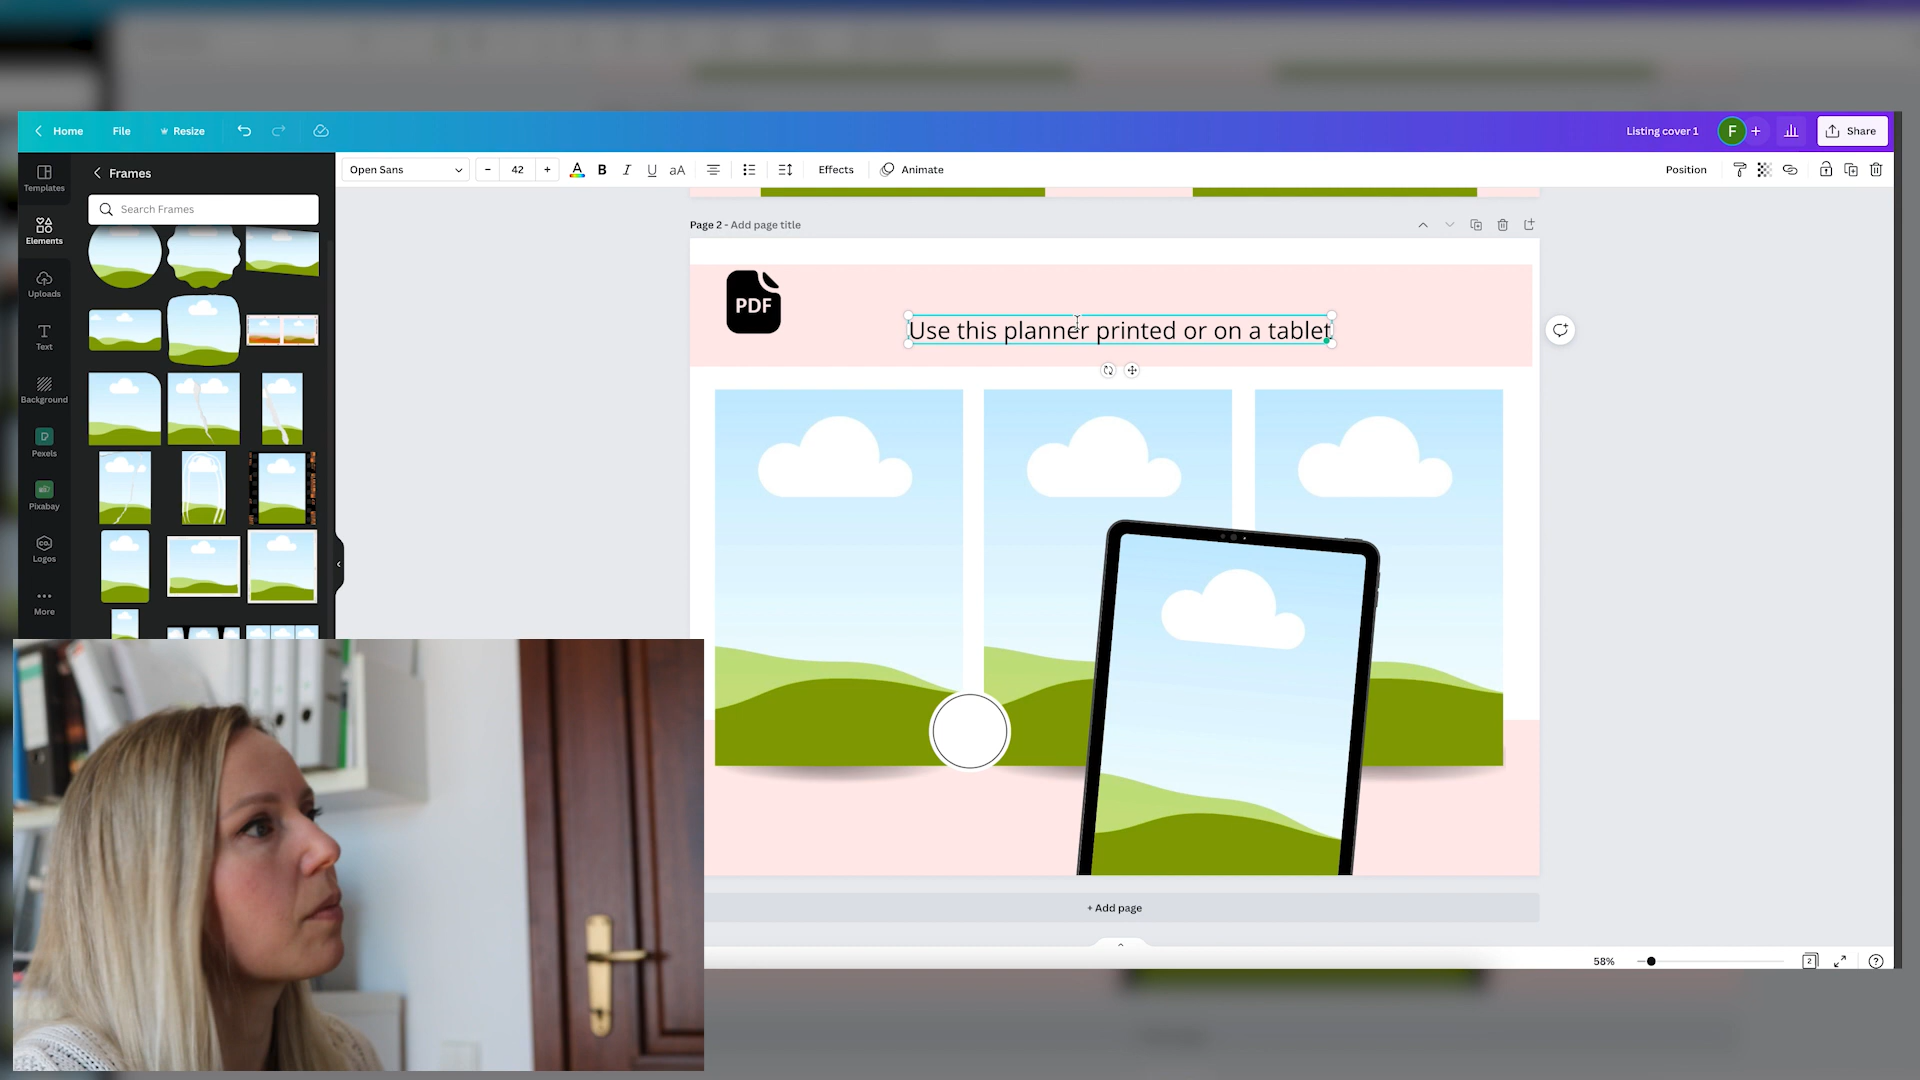 Home File Resize Listing cover 1 F + Share
Templates Frames Open Sans - 42 + A B I U aA Effects Animate Position
Search Frames
Elements
Page 2 - Add page title
Uploads
PDF
Use this planner printed or on a tablet
Text
Background
Pexels
Pixabay
CO.
Logos
More
+ Add page
58% 2 ?